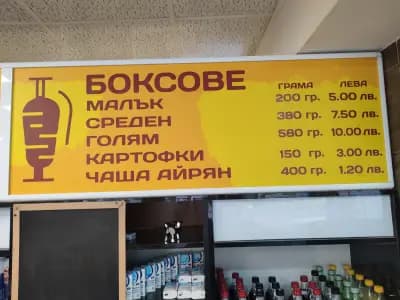 БОКСОВЕ ГРАМА ЛЕВА
МАЛЪК 200 гр. 5.00 лв.
СРЕДЕН 380 гр. 7.50 лв.
ГОЛЯМ 580 гр. 10.00 лв.
КАРТОФКИ 150 гр. 3.00 лв.
ЧАША АЙРЯН 400 гр. 1.20 лв.